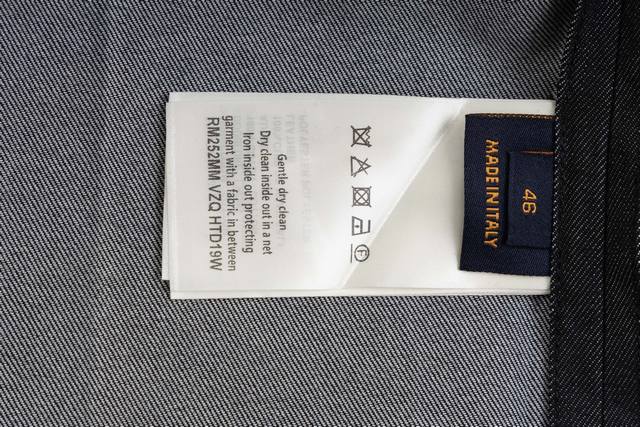 46
MADE IN ITALY
Gentle dry clean
Dry clean inside out in a net
Iron inside out protecting
garment with a fabric in between
RM252MM VZQ HTD19W